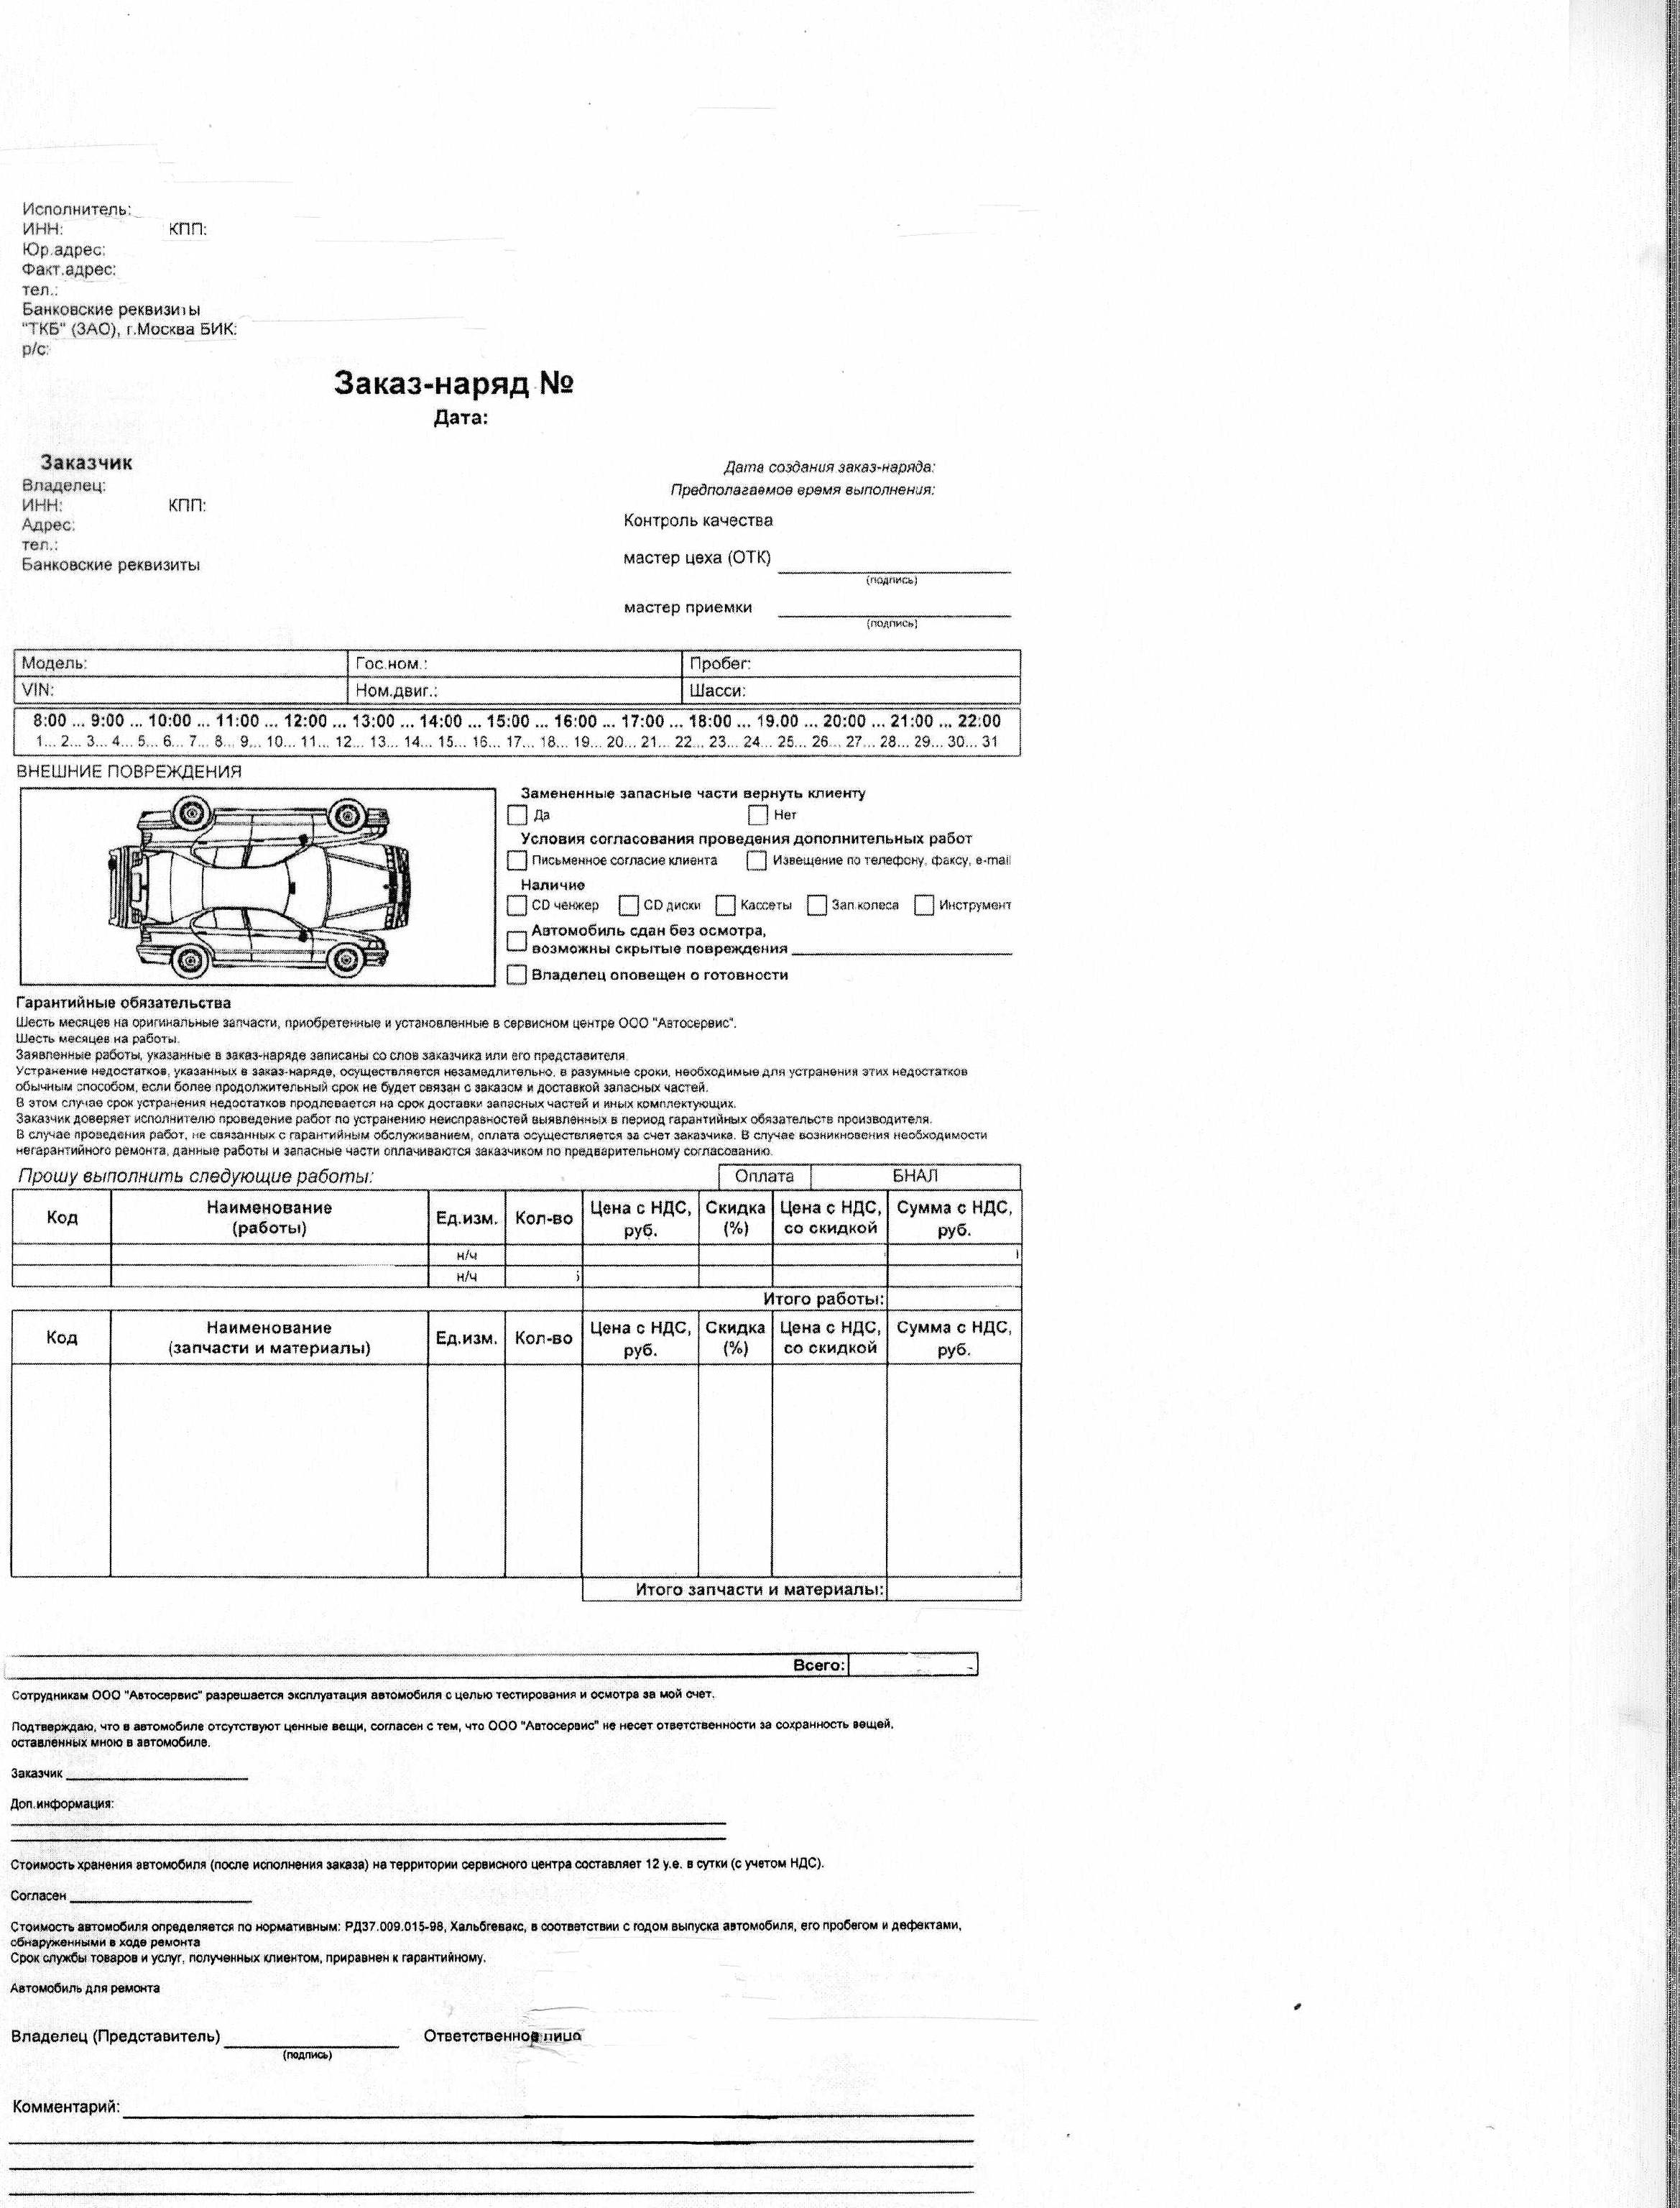 Исполнитель:
ИНН: КПП:
Юр.адрес:
Факт.адрес:
тел.:
Банковские реквизиты
"ТКБ" (ЗАО), г.Москва БИК:
р/с:
Заказ-наряд №
Дата:
Заказчик
Владелец:
ИНН: КПП:
Адрес:
тел.:
Банковские реквизиты
Дата создания заказ-наряда:
Предполагаемое время выполнения:
Контроль качества
мастер цеха (ОТК)
(подпись)
мастер приемки
(подпись)
Модель: Гос.ном.: Пробег:
VIN: Ном.двиг.: Шасси:
8:00 ... 9:00 ... 10:00 ... 11:00 ... 12:00 ... 13:00 ... 14:00 ... 15:00 ... 16:00 ... 17:00 ... 18:00 ... 19.00 ... 20:00 ... 21:00 ... 22:00
1... 2... 3... 4... 5... 6... 7... 8... 9... 10... 11... 12... 13... 14... 15... 16... 17... 18... 19... 20... 21... 22... 23... 24... 25... 26... 27... 28... 29... 30... 31
ВНЕШНИЕ ПОВРЕЖДЕНИЯ
Замененные запасные части вернуть клиенту
Да Нет
Условия согласования проведения дополнительных работ
Письменное согласие клиента Извещение по телефону, факсу, e-mail
Наличие
CD ченжер CD диски Кассеты Зап.колеса Инструмент
Автомобиль сдан без осмотра,
возможны скрытые повреждения
Владелец оповещен о готовности
Гарантийные обязательства
Шесть месяцев на оригинальные запчасти, приобретенные и установленные в сервисном центре ООО "Автосервис".
Шесть месяцев на работы.
Заявленные работы, указанные в заказ-наряде записаны со слов заказчика или его представителя.
Устранение недостатков, указанных в заказ-наряде, осуществляется незамедлительно, в разумные сроки, необходимые для устранения этих недостатков
обычным способом, если более продолжительный срок не будет связан с заказом и доставкой запасных частей.
В этом случае срок устранения недостатков продлевается на срок доставки запасных частей и иных комплектующих.
Заказчик доверяет исполнителю проведение работ по устранению неисправностей выявленных в период гарантийных обязательств производителя.
В случае проведения работ, не связанных с гарантийным обслуживанием, оплата осуществляется за счет заказчика. В случае возникновения необходимости
негарантийного ремонта, данные работы и запасные части оплачиваются заказчиком по предварительному согласованию.
Прошу выполнить следующие работы: Оплата БНАЛ
Код Наименование (работы) Ед.изм. Кол-во Цена с НДС, руб. Скидка (%) Цена с НДС, со скидкой Сумма с НДС, руб.
н/ч
н/ч
Итого работы:
Код Наименование (запчасти и материалы) Ед.изм. Кол-во Цена с НДС, руб. Скидка (%) Цена с НДС, со скидкой Сумма с НДС, руб.
Итого запчасти и материалы:
Всего:
Сотрудникам ООО "Автосервис" разрешается эксплуатация автомобиля с целью тестирования и осмотра за мой счет.
Подтверждаю, что в автомобиле отсутствуют ценные вещи, согласен с тем, что ООО "Автосервис" не несет ответственности за сохранность вещей,
оставленных мною в автомобиле.
Заказчик
Доп.информация:
Стоимость хранения автомобиля (после исполнения заказа) на территории сервисного центра составляет 12 у.е. в сутки (с учетом НДС).
Согласен
Стоимость автомобиля определяется по нормативным: РД37.009.015-98, Хальбгевакс, в соответствии с годом выпуска автомобиля, его пробегом и дефектами,
обнаруженными в ходе ремонта
Срок службы товаров и услуг, полученных клиентом, приравнен к гарантийному.
Автомобиль для ремонта
Владелец (Представитель) Ответственное лицо
(подпись)
Комментарий: